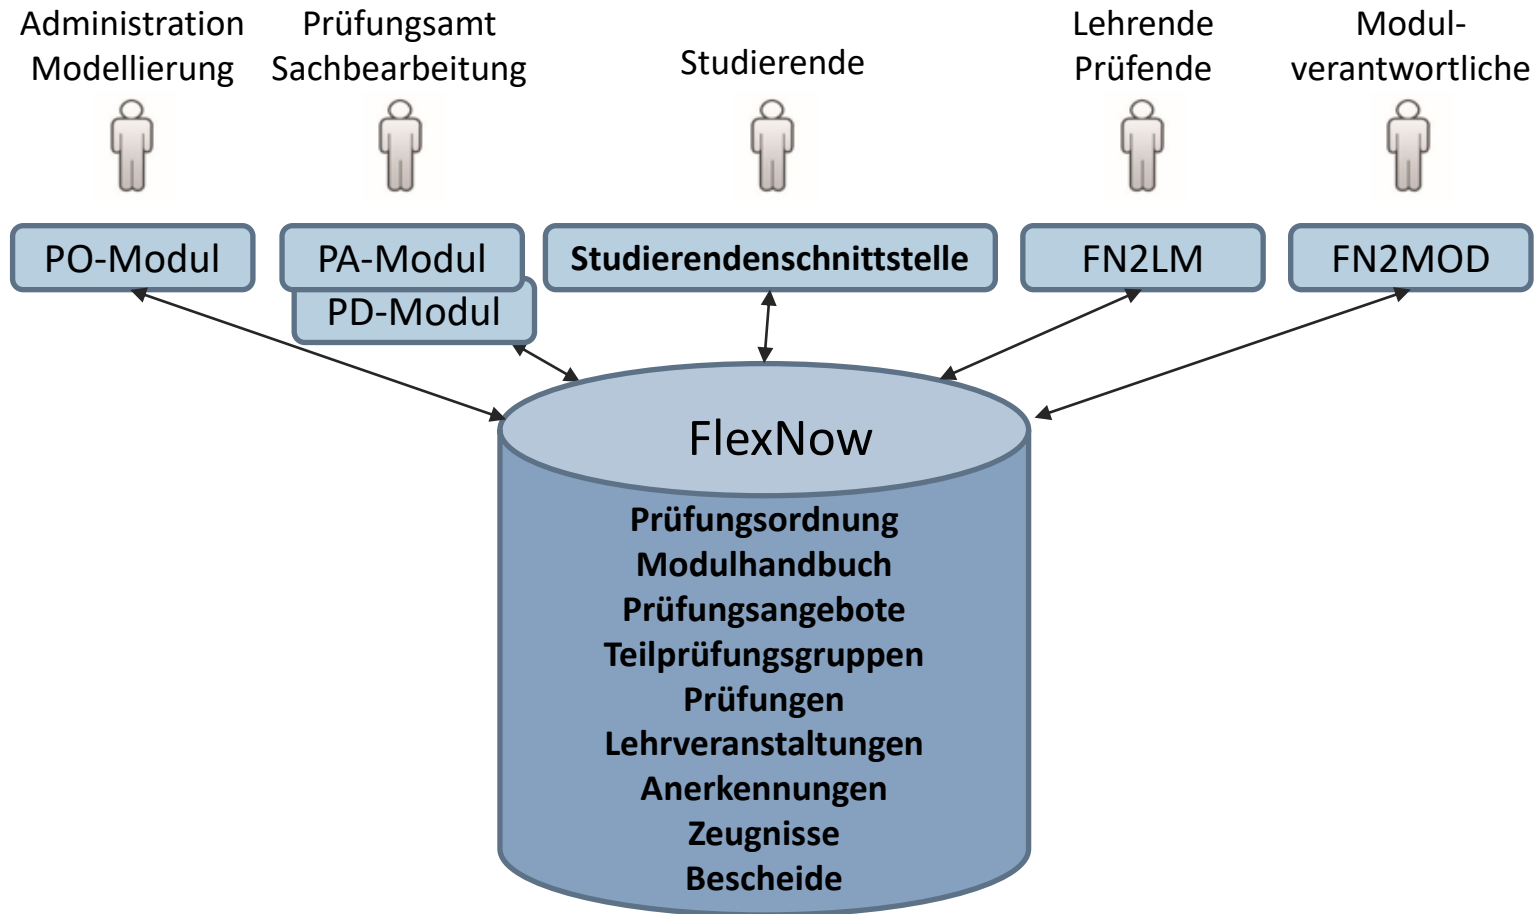 Administration
Modellierung
Prüfungsamt
Sachbearbeitung
Studierende
Lehrende
Prüfende
Modul-
verantwortliche
PO-Modul
PA-Modul
PD-Modul
Studierendenschnittstelle
FN2LM
FN2MOD
FlexNow
Prüfungsordnung
Modulhandbuch
Prüfungsangebote
Teilprüfungsgruppen
Prüfungen
Lehrveranstaltungen
Anerkennungen
Zeugnisse
Bescheide